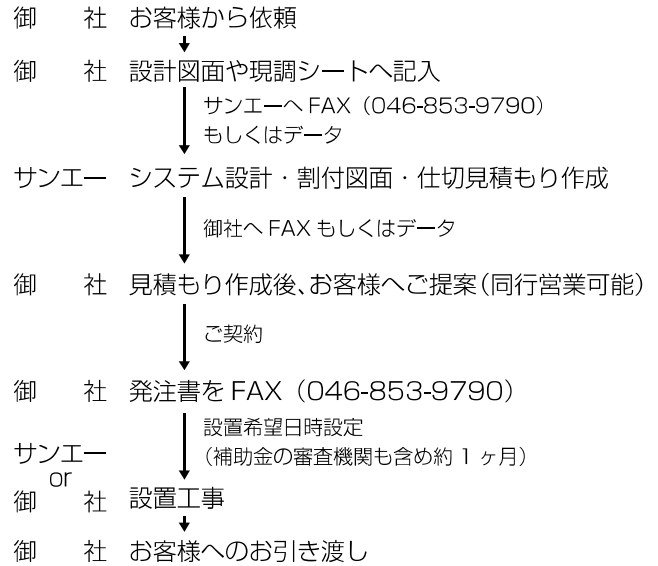 御　　社 お客様から依頼
御　　社 設計図面や現調シートへ記入
サンエーへ FAX（046-853-9790）
もしくはデータ
サンエー システム設計・割付図面・仕切見積もり作成
御社へ FAX もしくはデータ
御　　社 見積もり作成後、お客様へご提案（同行営業可能）
ご契約
御　　社 発注書を FAX（046-853-9790）
設置希望日時設定
（補助金の審査機関も含め約 1 ヶ月）
サンエー
or
御　　社 設置工事
御　　社 お客様へのお引き渡し